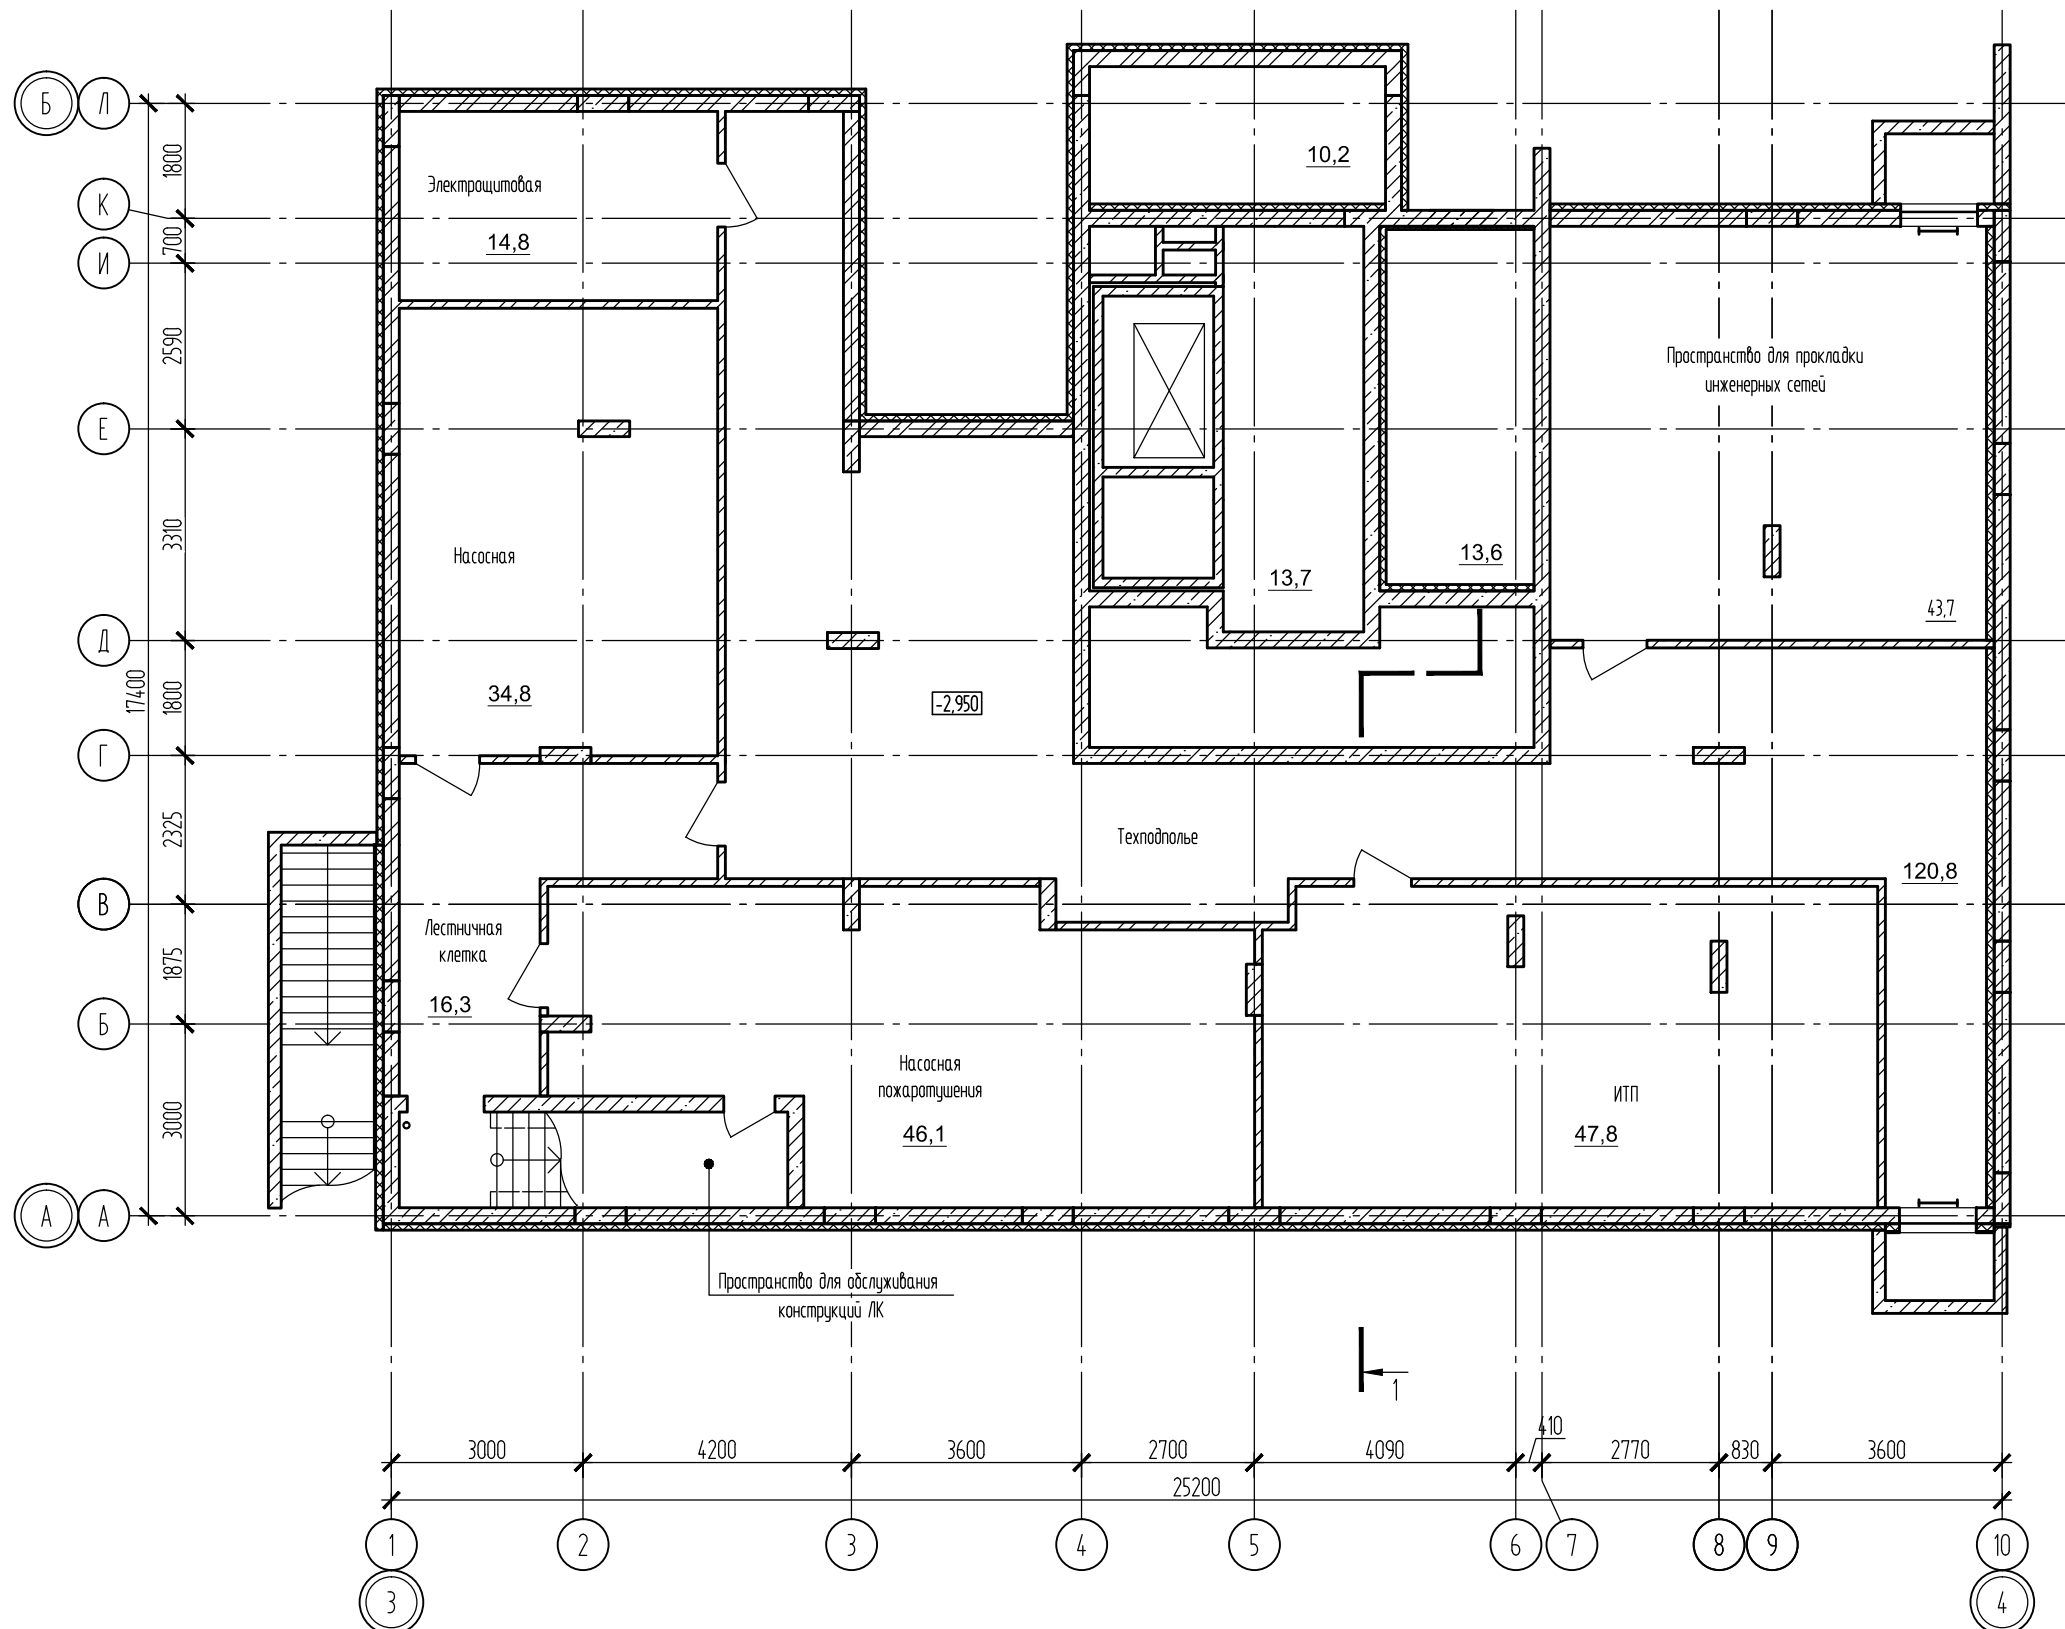 Б
Л
К
И
Е
Д
Г
В
Б
А
А
1800
700
2590
3310
1800
2325
1875
3000
17400
Электрощитовая
14,8
10,2
Пространство для прокладки
инженерных сетей
43,7
Насосная
34,8
13,7
13,6
-2,950
Техподполье
120,8
Лестничная
клетка
16,3
Насосная
пожаротушения
46,1
ИТП
47,8
Пространство для обслуживания
конструкций ЛК
1
3000
4200
3600
2700
4090
410
2770
830
3600
25200
1
2
3
4
5
6
7
8
9
10
3
4